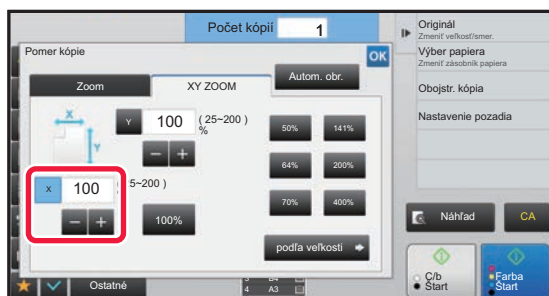 Počet kópií 1
Pomer kópie
OK
Zoom
XY ZOOM
Autom. obr.
X
Y
Y 100 ( 25~200 )
%
X 100 5~200 )
100%
50% 141%
64% 200%
70% 400%
podľa veľkosti
Ostatné
4 A3
Originál
Zmeniť veľkosť/smer.
Výber papiera
Zmeniť zásobník papiera
Obojstr. kópia
Nastavenie pozadia
Náhľad
CA
Č/b
Štart
Farba
Štart